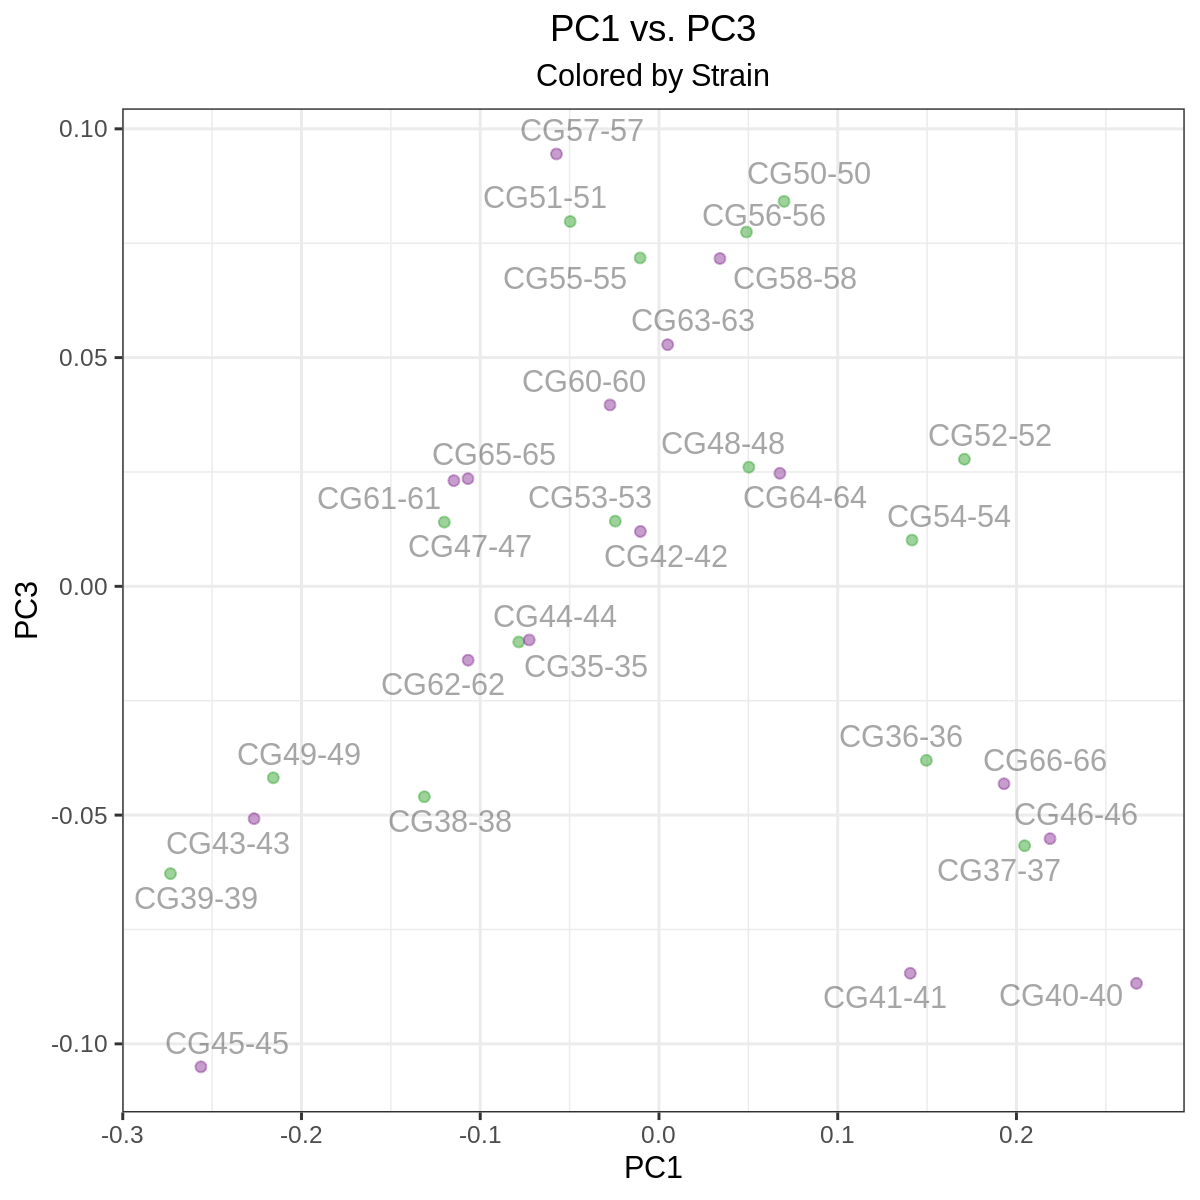 PC1 vs. PC3
Colored by Strain
0.10
CG57-57
CG50-50
CG51-51
CG56-56
CG55-55
CG58-58
CG63-63
0.05
CG60-60
CG52-52
CG48-48
CG65-65
CG61-61
CG53-53
CG64-64
CG54-54
CG47-47
CG42-42
0.00
PC3
CG44-44
CG35-35
CG62-62
CG36-36
CG49-49
CG66-66
-0.05
CG46-46
CG38-38
CG43-43
CG37-37
CG39-39
CG41-41
CG40-40
-0.10
CG45-45
-0.3 -0.2 -0.1 0.0 0.1 0.2
PC1